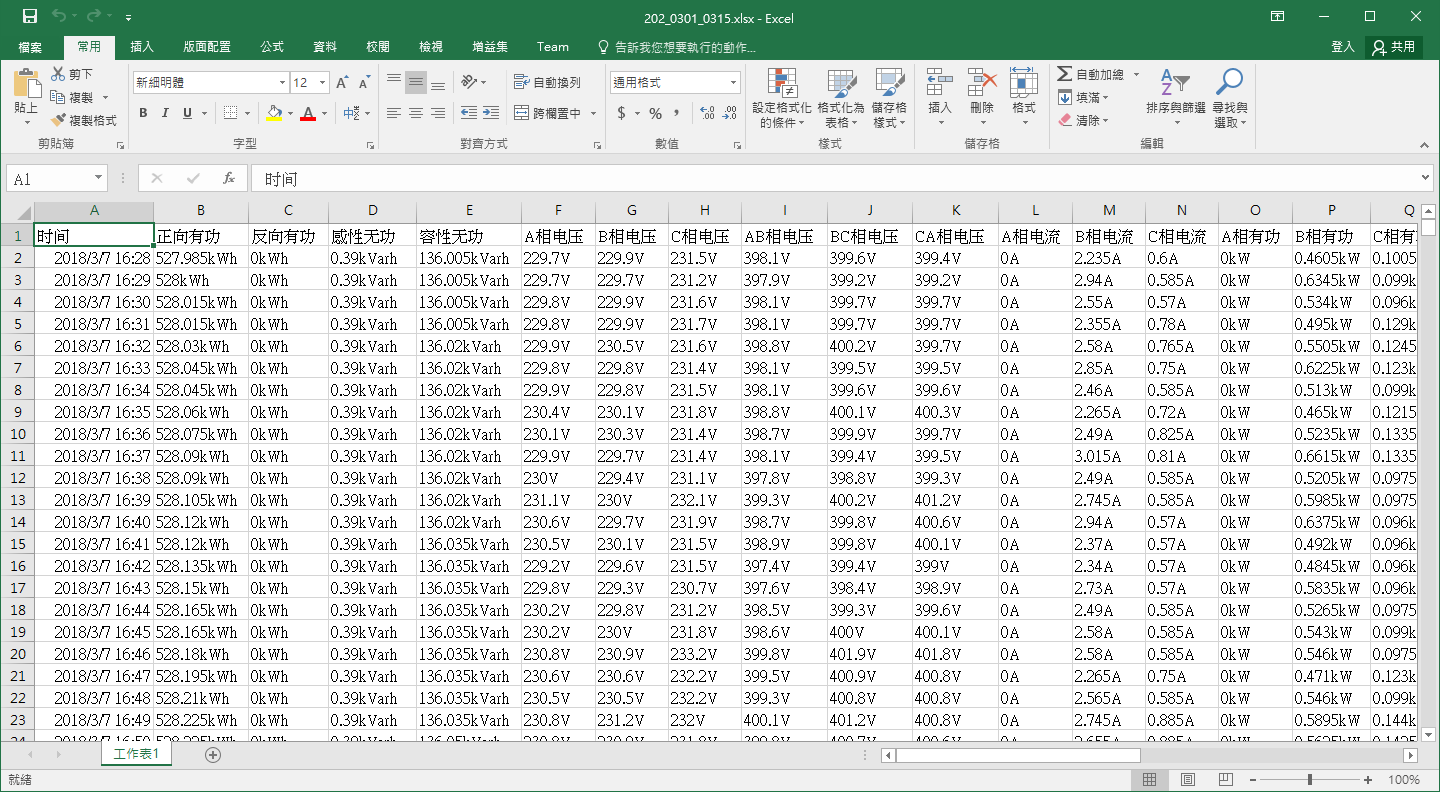 202_0301_0315.xlsx - Excel
檔案 常用 插入 版面配置 公式 資料 校閱 檢視 增益集 Team 告訴我您想要執行的動作... 登入 共用
貼上 剪下 複製 複製格式 新細明體 12 自動換列 跨欄置中 通用格式 設定格式化的條件 格式化為表格 儲存格樣式 插入 刪除 格式 自動加總 填滿 清除 排序與篩選 尋找與選取
剪貼簿 字型 對齊方式 數值 樣式 儲存格 編輯
A1 fx 时间
A B C D E F G H I J K L M N O P Q
1 时间 正向有功 反向有功 感性无功 容性无功 A相电压 B相电压 C相电压 AB相电压 BC相电压 CA相电压 A相电流 B相电流 C相电流 A相有功 B相有功 C相有
2 2018/3/7 16:28 527.985kWh 0kWh 0.39kVarh 136.005kVarh 229.7V 229.9V 231.5V 398.1V 399.6V 399.4V 0A 2.235A 0.6A 0kW 0.4605kW 0.1005
3 2018/3/7 16:29 528kWh 0kWh 0.39kVarh 136.005kVarh 229.7V 229.7V 231.2V 397.9V 399.2V 399.2V 0A 2.94A 0.585A 0kW 0.6345kW 0.099k
4 2018/3/7 16:30 528.015kWh 0kWh 0.39kVarh 136.005kVarh 229.8V 229.9V 231.6V 398.1V 399.7V 399.7V 0A 2.55A 0.57A 0kW 0.534kW 0.096k
5 2018/3/7 16:31 528.015kWh 0kWh 0.39kVarh 136.005kVarh 229.8V 229.9V 231.7V 398.1V 399.7V 399.7V 0A 2.355A 0.78A 0kW 0.495kW 0.129k
6 2018/3/7 16:32 528.03kWh 0kWh 0.39kVarh 136.02kVarh 229.9V 230.5V 231.6V 398.8V 400.2V 399.7V 0A 2.58A 0.765A 0kW 0.5505kW 0.1245
7 2018/3/7 16:33 528.045kWh 0kWh 0.39kVarh 136.02kVarh 229.8V 229.8V 231.4V 398.1V 399.5V 399.5V 0A 2.85A 0.75A 0kW 0.6225kW 0.123k
8 2018/3/7 16:34 528.045kWh 0kWh 0.39kVarh 136.02kVarh 229.9V 229.8V 231.5V 398.1V 399.6V 399.6V 0A 2.46A 0.585A 0kW 0.513kW 0.099k
9 2018/3/7 16:35 528.06kWh 0kWh 0.39kVarh 136.02kVarh 230.4V 230.1V 231.8V 398.8V 400.1V 400.3V 0A 2.265A 0.72A 0kW 0.465kW 0.1215
10 2018/3/7 16:36 528.075kWh 0kWh 0.39kVarh 136.02kVarh 230.1V 230.3V 231.4V 398.7V 399.9V 399.7V 0A 2.49A 0.825A 0kW 0.5235kW 0.1335
11 2018/3/7 16:37 528.09kWh 0kWh 0.39kVarh 136.02kVarh 229.9V 229.7V 231.4V 398.1V 399.4V 399.5V 0A 3.015A 0.81A 0kW 0.6615kW 0.1335
12 2018/3/7 16:38 528.09kWh 0kWh 0.39kVarh 136.02kVarh 230V 229.4V 231.1V 397.8V 398.8V 399.3V 0A 2.49A 0.585A 0kW 0.5205kW 0.0975
13 2018/3/7 16:39 528.105kWh 0kWh 0.39kVarh 136.02kVarh 231.1V 230V 232.1V 399.3V 400.2V 401.2V 0A 2.745A 0.585A 0kW 0.5985kW 0.0975
14 2018/3/7 16:40 528.12kWh 0kWh 0.39kVarh 136.02kVarh 230.6V 229.7V 231.9V 398.7V 399.8V 400.6V 0A 2.94A 0.57A 0kW 0.6375kW 0.096k
15 2018/3/7 16:41 528.12kWh 0kWh 0.39kVarh 136.035kVarh 230.5V 230.1V 231.5V 398.9V 399.8V 400.1V 0A 2.37A 0.57A 0kW 0.492kW 0.096k
16 2018/3/7 16:42 528.135kWh 0kWh 0.39kVarh 136.035kVarh 229.2V 229.6V 231.5V 397.4V 399.4V 399V 0A 2.34A 0.57A 0kW 0.4845kW 0.096k
17 2018/3/7 16:43 528.15kWh 0kWh 0.39kVarh 136.035kVarh 229.8V 229.3V 230.7V 397.6V 398.4V 398.9V 0A 2.73A 0.57A 0kW 0.5835kW 0.096k
18 2018/3/7 16:44 528.165kWh 0kWh 0.39kVarh 136.035kVarh 230.2V 229.8V 231.2V 398.5V 399.3V 399.6V 0A 2.49A 0.585A 0kW 0.5265kW 0.0975
19 2018/3/7 16:45 528.165kWh 0kWh 0.39kVarh 136.035kVarh 230.2V 230V 231.8V 398.6V 400V 400.1V 0A 2.58A 0.585A 0kW 0.543kW 0.099k
20 2018/3/7 16:46 528.18kWh 0kWh 0.39kVarh 136.035kVarh 230.8V 230.9V 233.2V 399.8V 401.9V 401.8V 0A 2.58A 0.585A 0kW 0.546kW 0.0975
21 2018/3/7 16:47 528.195kWh 0kWh 0.39kVarh 136.035kVarh 230.6V 230.6V 232.2V 399.5V 400.9V 400.8V 0A 2.265A 0.75A 0kW 0.471kW 0.123k
22 2018/3/7 16:48 528.21kWh 0kWh 0.39kVarh 136.035kVarh 230.5V 230.5V 232.2V 399.3V 400.8V 400.8V 0A 2.565A 0.585A 0kW 0.546kW 0.099k
23 2018/3/7 16:49 528.225kWh 0kWh 0.39kVarh 136.035kVarh 230.8V 231.2V 232V 400.1V 401.2V 400.8V 0A 2.745A 0.885A 0kW 0.5895kW 0.144k
工作表1
就緒 100%